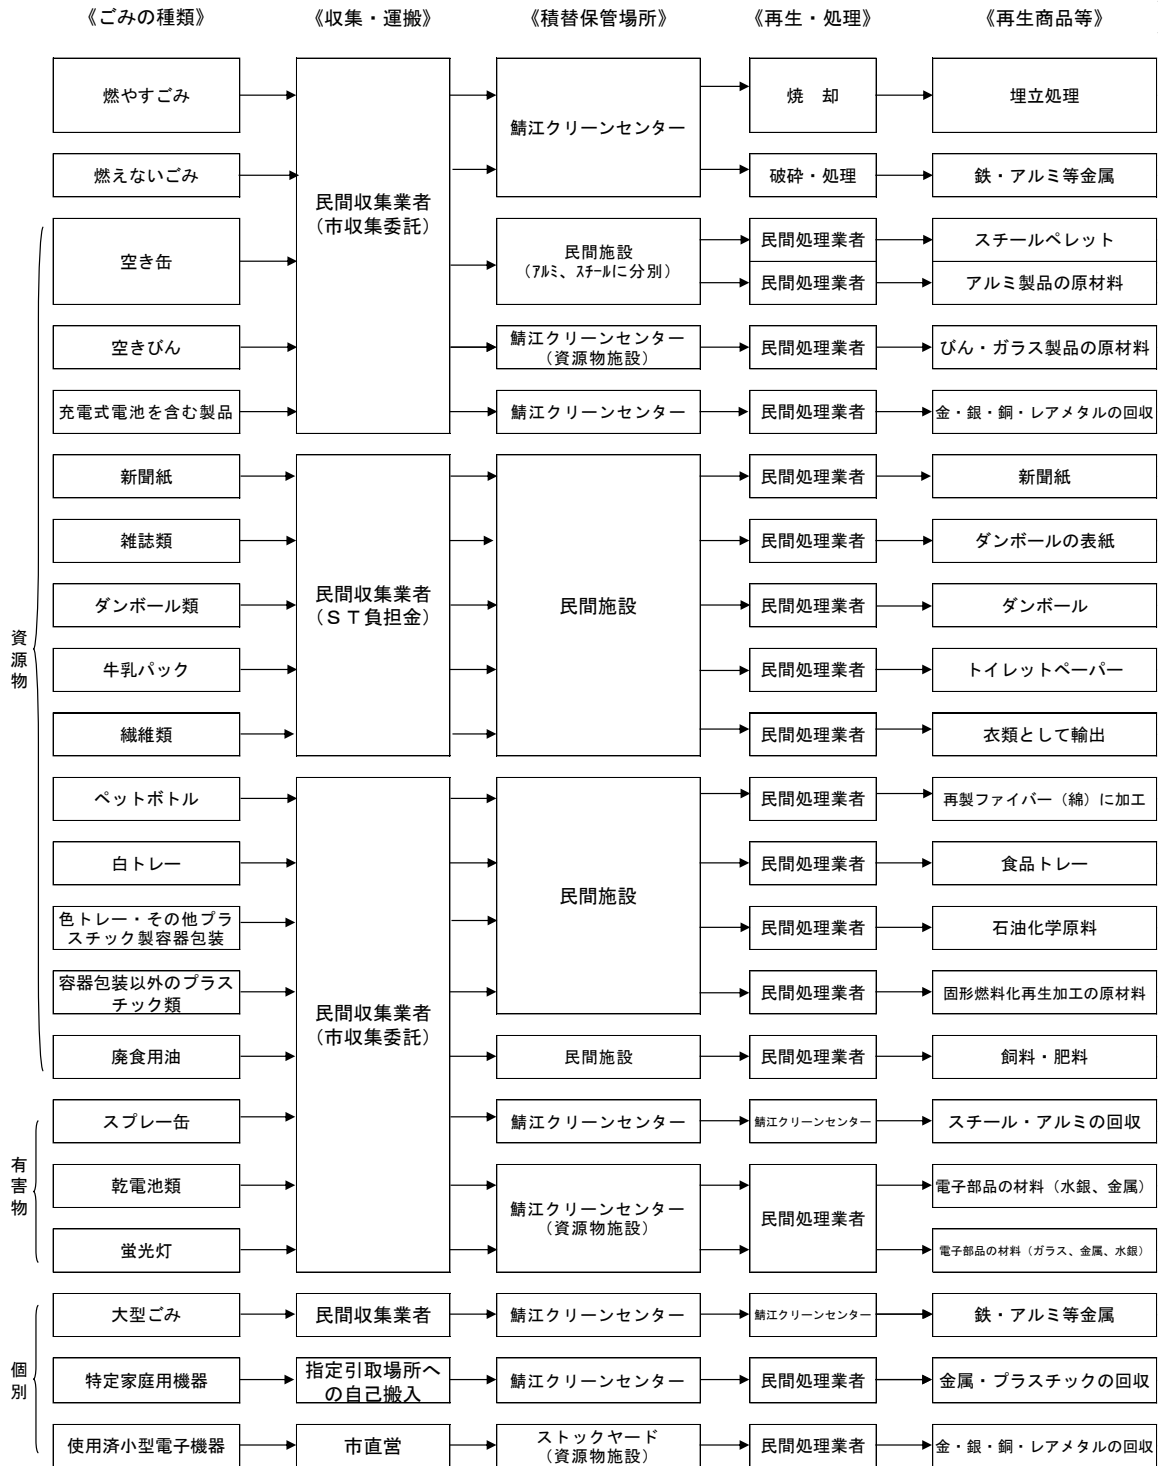 《ごみの種類》 《収集・運搬》 《積替保管場所》 《再生・処理》 《再生商品等》
燃やすごみ
民間収集業者
（市収集委託）
鯖江クリーンセンター
焼　却
埋立処理
燃えないごみ
破砕・処理
鉄・アルミ等金属
資源物
空き缶
民間施設
（ｱﾙﾐ、ｽﾁｰﾙに分別）
民間処理業者
スチールペレット
民間処理業者
アルミ製品の原材料
空きびん
鯖江クリーンセンター
（資源物施設）
民間処理業者
びん・ガラス製品の原材料
充電式電池を含む製品
鯖江クリーンセンター
民間処理業者
金・銀・銅・レアメタルの回収
新聞紙
民間収集業者
（ＳＴ負担金）
民間施設
民間処理業者
新聞紙
雑誌類
民間処理業者
ダンボールの表紙
ダンボール類
民間処理業者
ダンボール
牛乳パック
民間処理業者
トイレットペーパー
繊維類
民間処理業者
衣類として輸出
ペットボトル
民間収集業者
（市収集委託）
民間施設
民間処理業者
再製ファイバー（綿）に加工
白トレー
民間処理業者
食品トレー
色トレー・その他プラ
スチック製容器包装
民間処理業者
石油化学原料
容器包装以外のプラス
チック類
民間処理業者
固形燃料化再生加工の原材料
廃食用油
民間施設
民間処理業者
飼料・肥料
有害物
スプレー缶
鯖江クリーンセンター
鯖江クリーンセンター
スチール・アルミの回収
乾電池類
鯖江クリーンセンター
（資源物施設）
民間処理業者
電子部品の材料（水銀、金属）
蛍光灯
電子部品の材料（ガラス、金属、水銀）
個別
大型ごみ
民間収集業者
鯖江クリーンセンター
鯖江クリーンセンター
鉄・アルミ等金属
特定家庭用機器
指定引取場所へ
の自己搬入
鯖江クリーンセンター
民間処理業者
金属・プラスチックの回収
使用済小型電子機器
市直営
ストックヤード
（資源物施設）
民間処理業者
金・銀・銅・レアメタルの回収